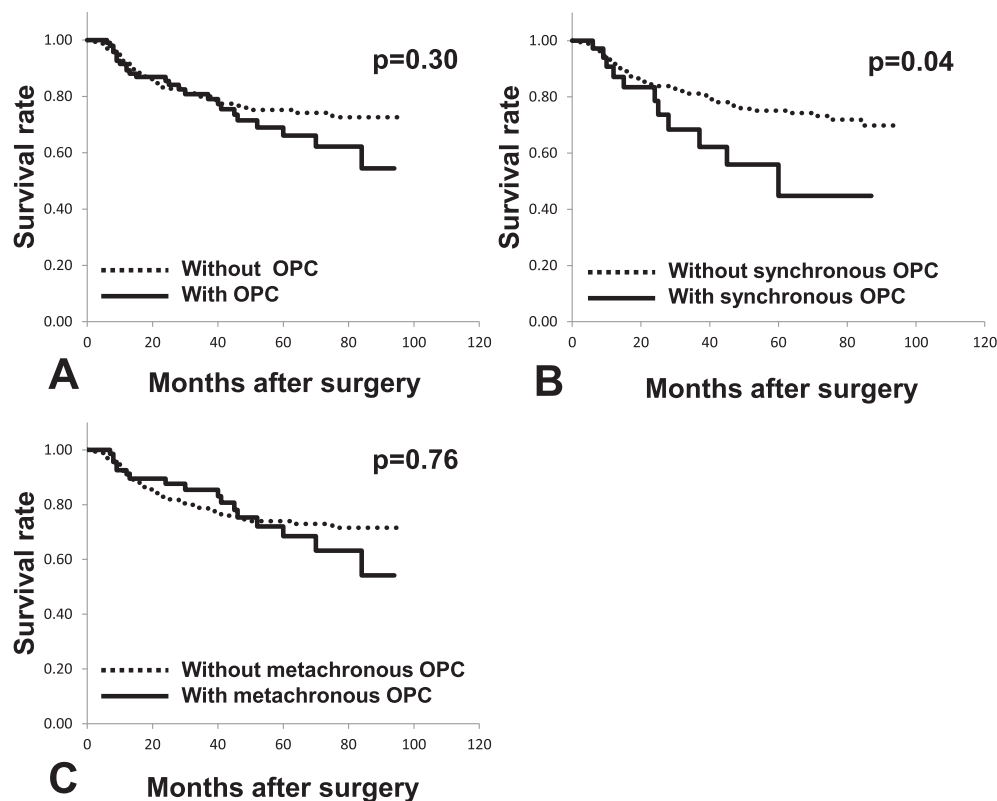 p=0.30
Survival rate
1.00
0.80
0.60
0.40
0.20
0.00
Without OPC
With OPC
0 20 40 60 80 100 120
A
Months after surgery
p=0.04
Survival rate
1.00
0.80
0.60
0.40
0.20
0.00
Without synchronous OPC
With synchronous OPC
0 20 40 60 80 100 120
B
Months after surgery
p=0.76
Survival rate
1.00
0.80
0.60
0.40
0.20
0.00
Without metachronous OPC
With metachronous OPC
0 20 40 60 80 100 120
C
Months after surgery